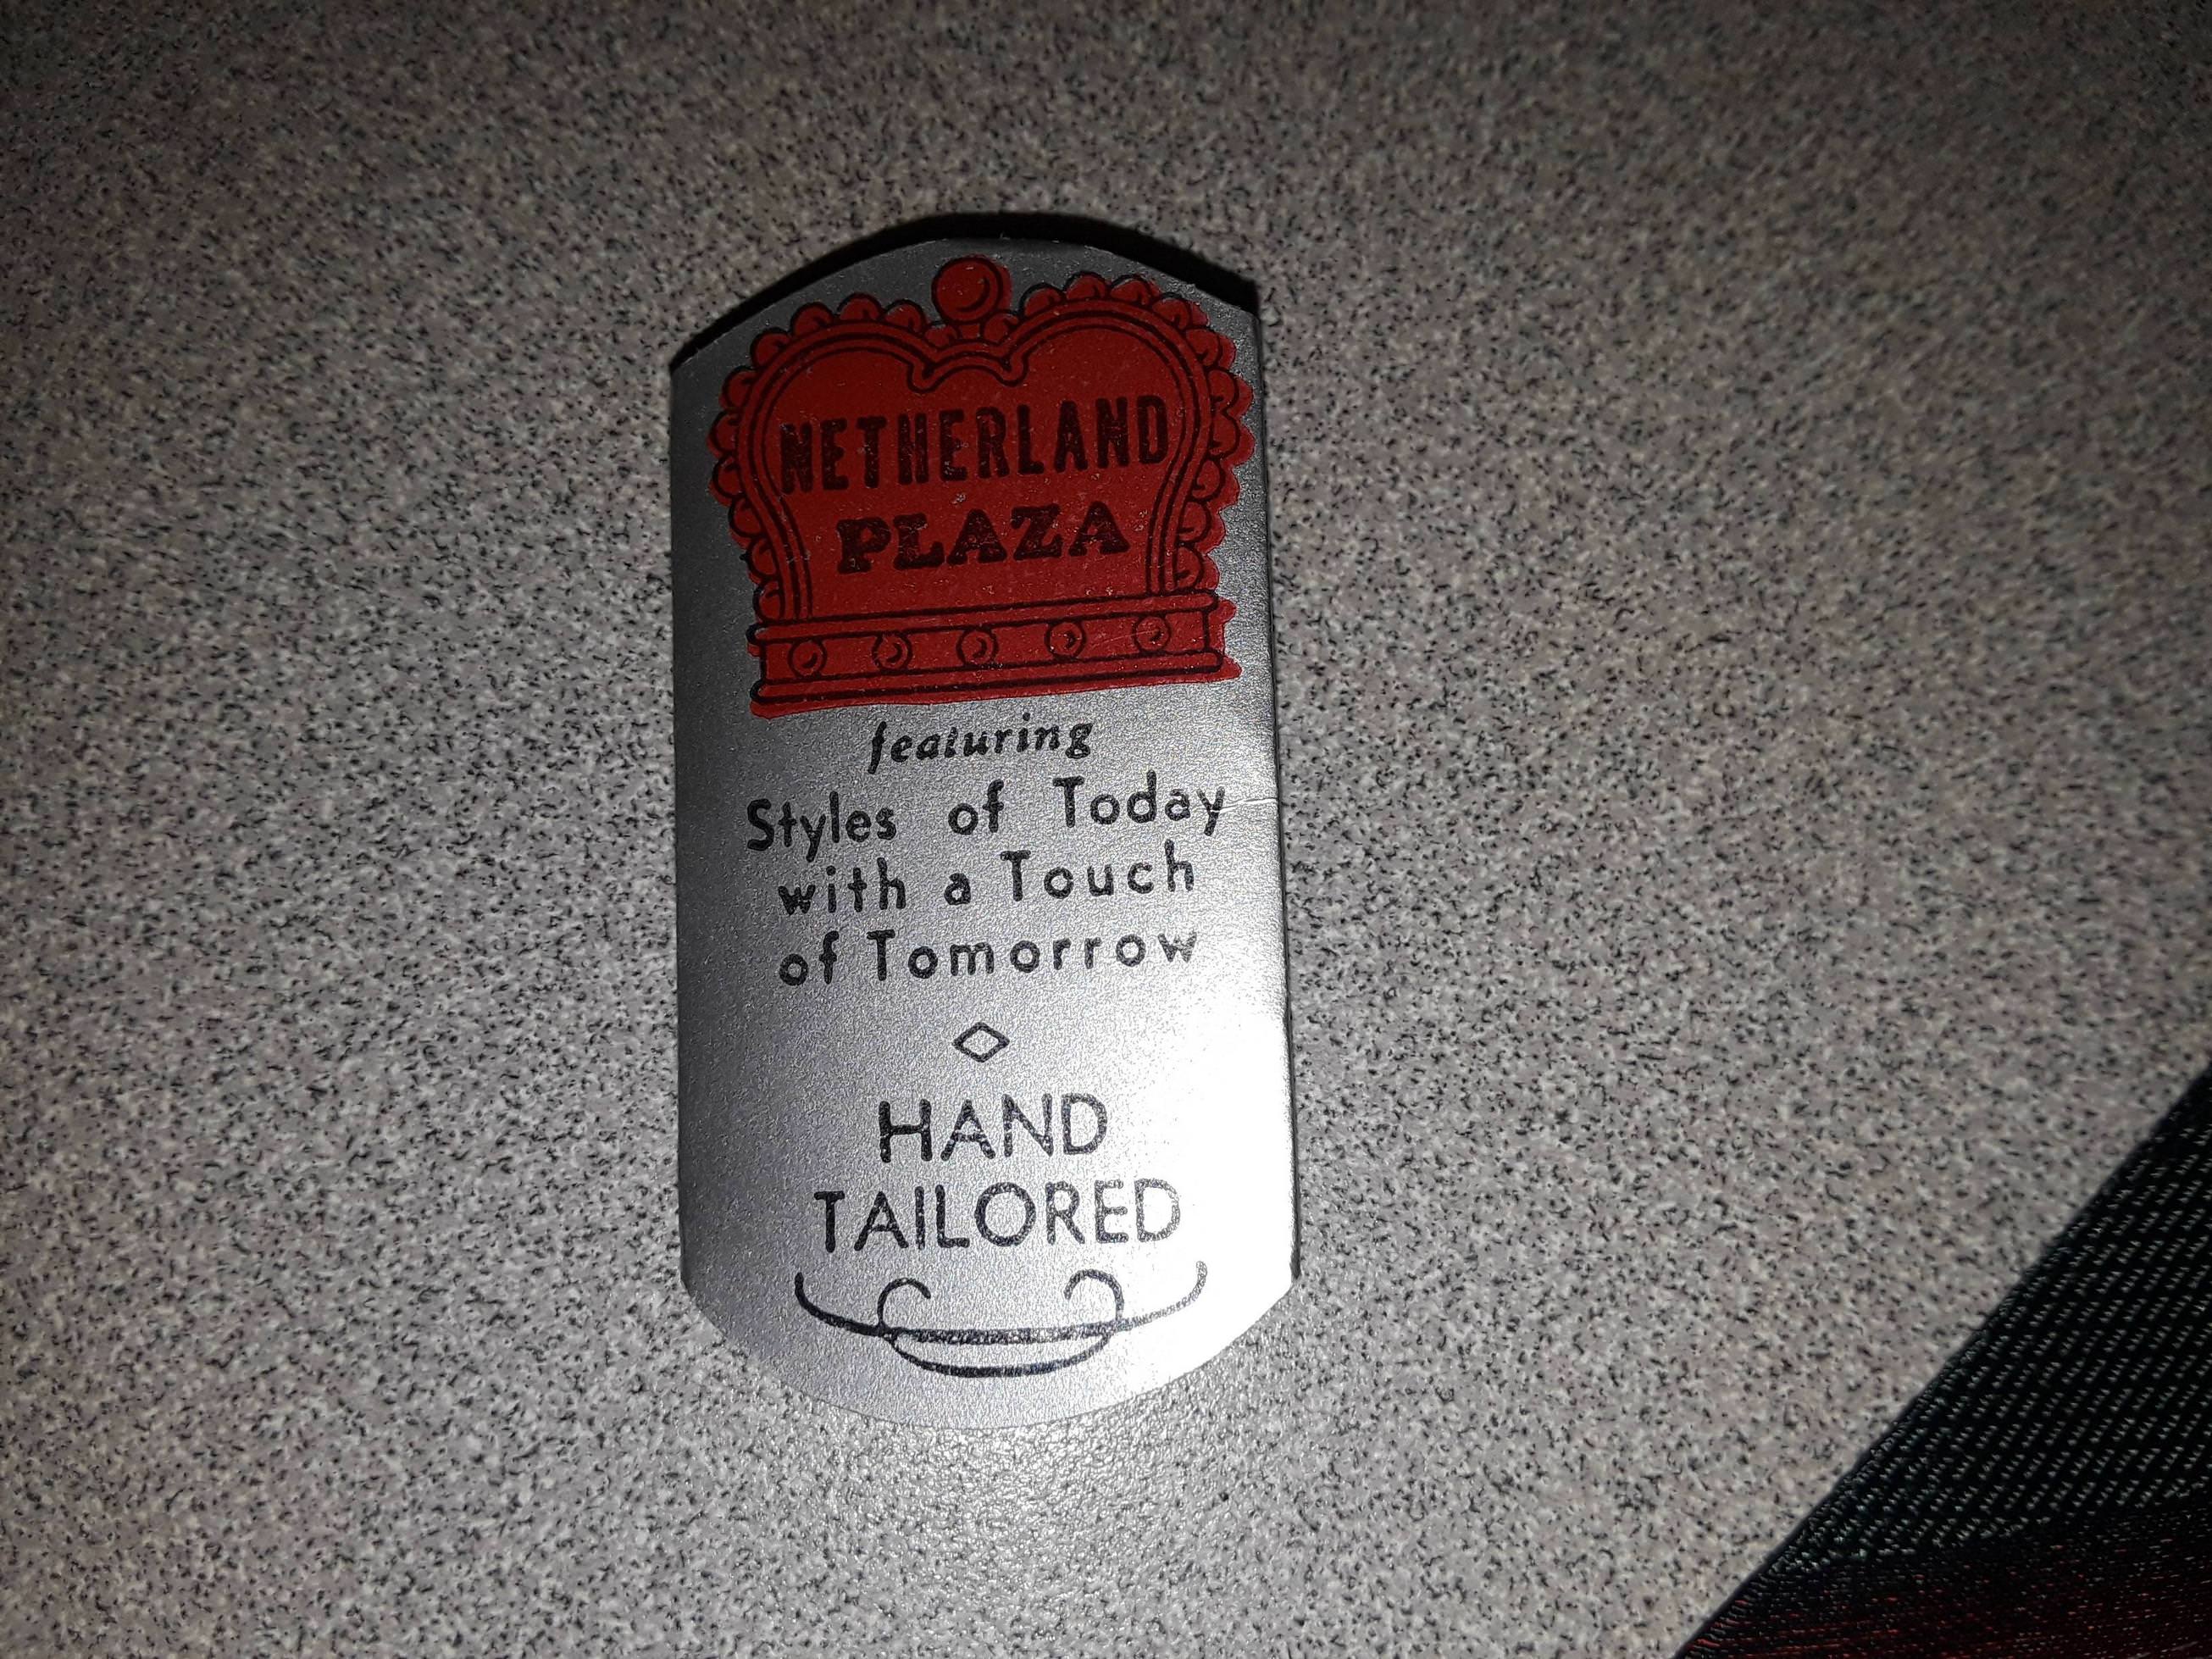 NETHERLAND
PLAZA
featuring
Styles of Today
with a Touch
of Tomorrow
HAND
TAILORED